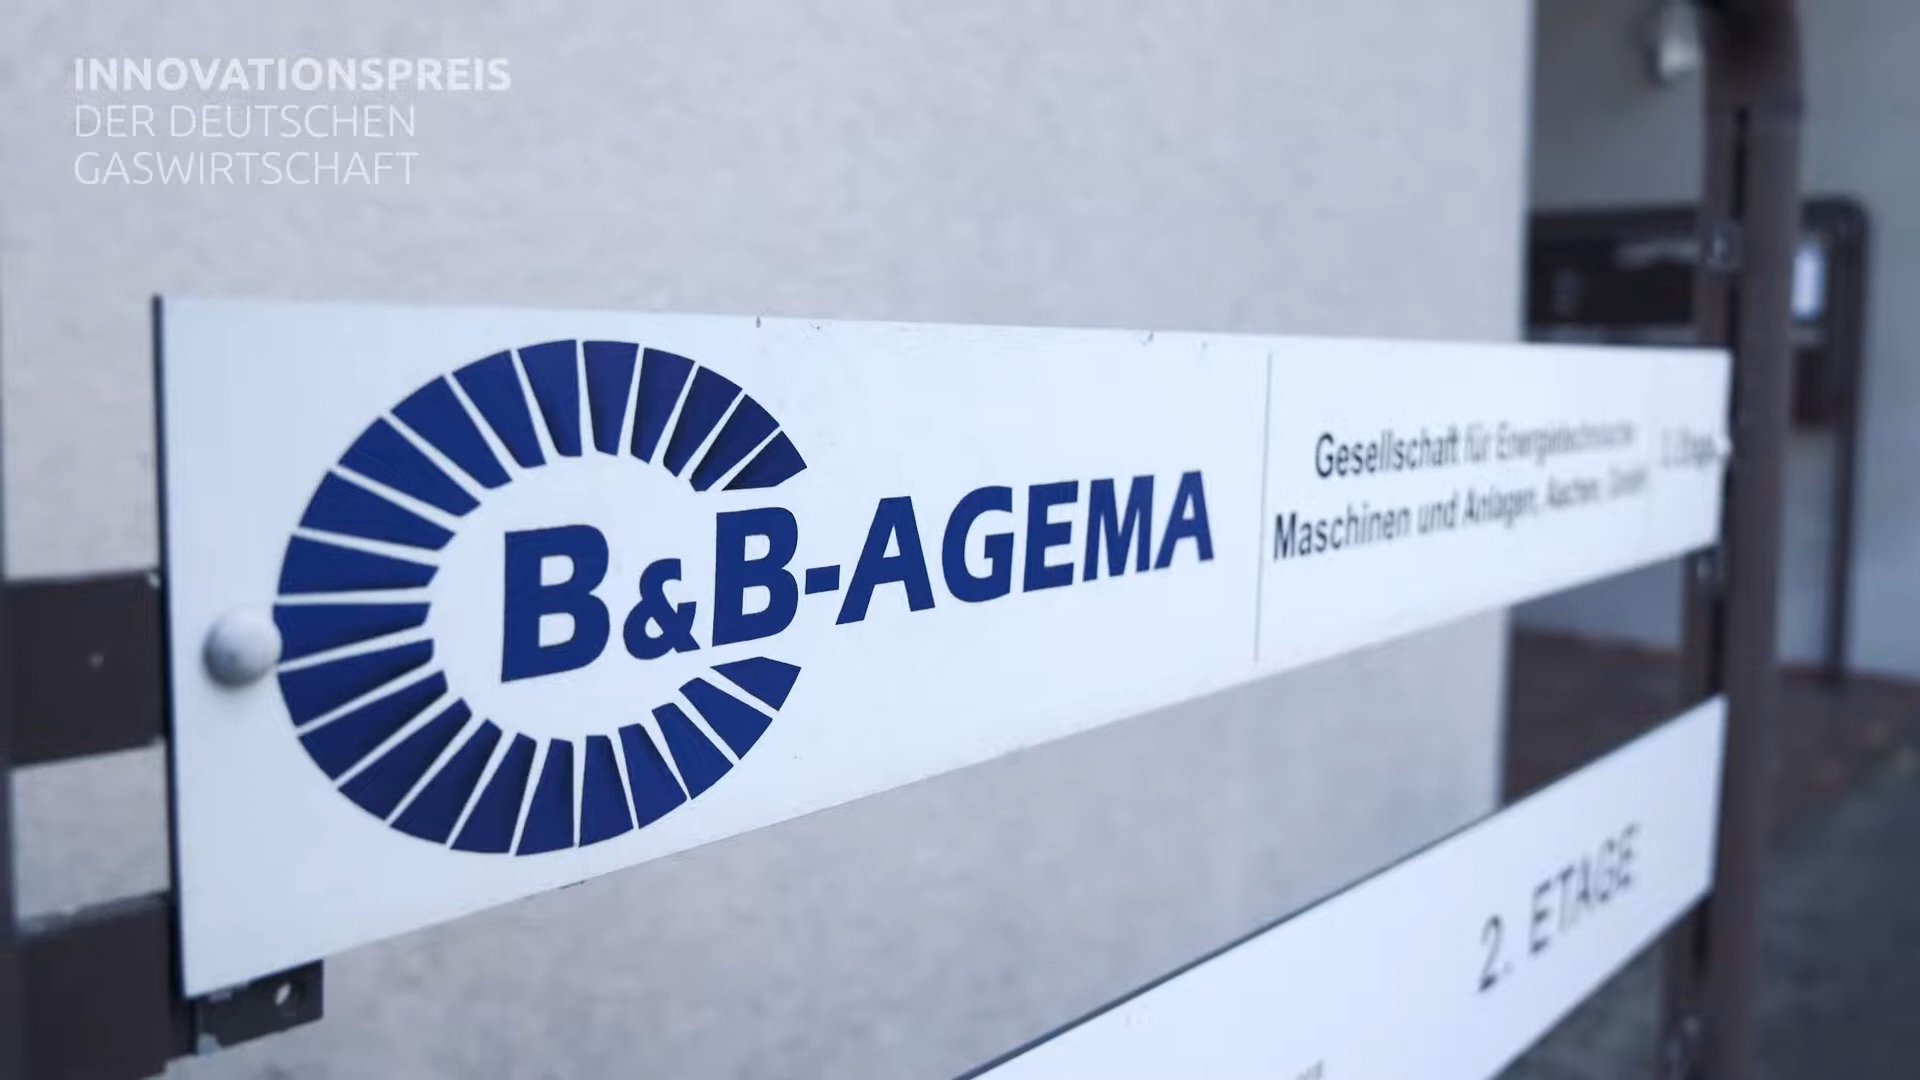 INNOVATIONSPREIS
DER DEUTSCHEN
GASWIRTSCHAFT
B&B-AGEMA
Gesellschaft für Energietechnische
Maschinen und Anlagen, Aachen, GmbH
2. ETAGE